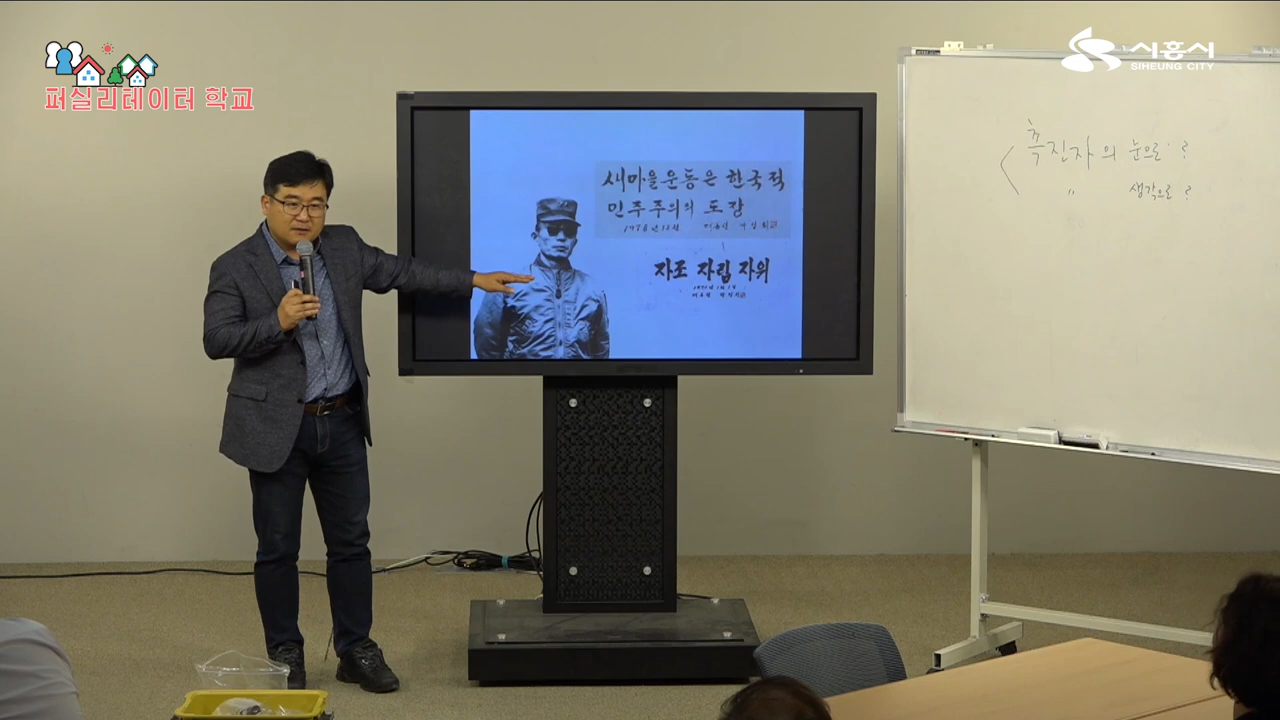 퍼실리테이터 학교
시흥시
SIHEUNG CITY
새마을운동은 한국적
민주주의의 도장
자조 자립 자위
추진자의 눈으로?
〃 생각으로?